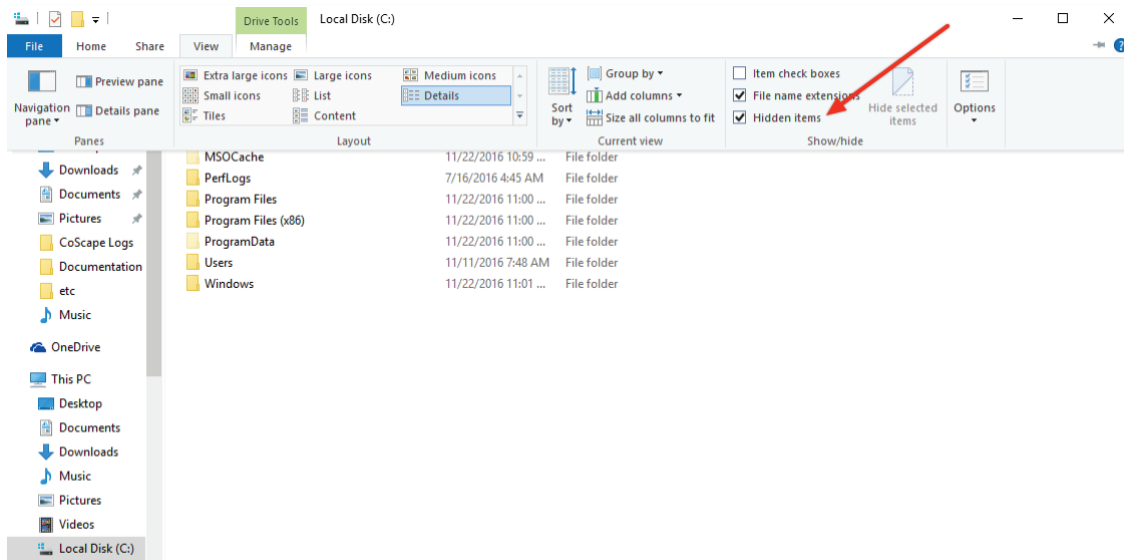 Drive Tools Local Disk (C:)
File Home Share View Manage
Navigation pane
Preview pane
Details pane
Panes
Extra large icons Large icons Medium icons
Small icons List Details
Tiles Content
Layout
Sort by
Group by
Add columns
Size all columns to fit
Current view
Item check boxes
File name extensions
Hidden items
Hide selected items
Show/hide
Options
Downloads
Documents
Pictures
CoScape Logs
Documentation
etc
Music
OneDrive
This PC
Desktop
Documents
Downloads
Music
Pictures
Videos
Local Disk (C:)
MSOCache 11/22/2016 10:59 ... File folder
PerfLogs 7/16/2016 4:45 AM File folder
Program Files 11/22/2016 11:00 ... File folder
Program Files (x86) 11/22/2016 11:00 ... File folder
ProgramData 11/22/2016 11:00 ... File folder
Users 11/11/2016 7:48 AM File folder
Windows 11/22/2016 11:01 ... File folder